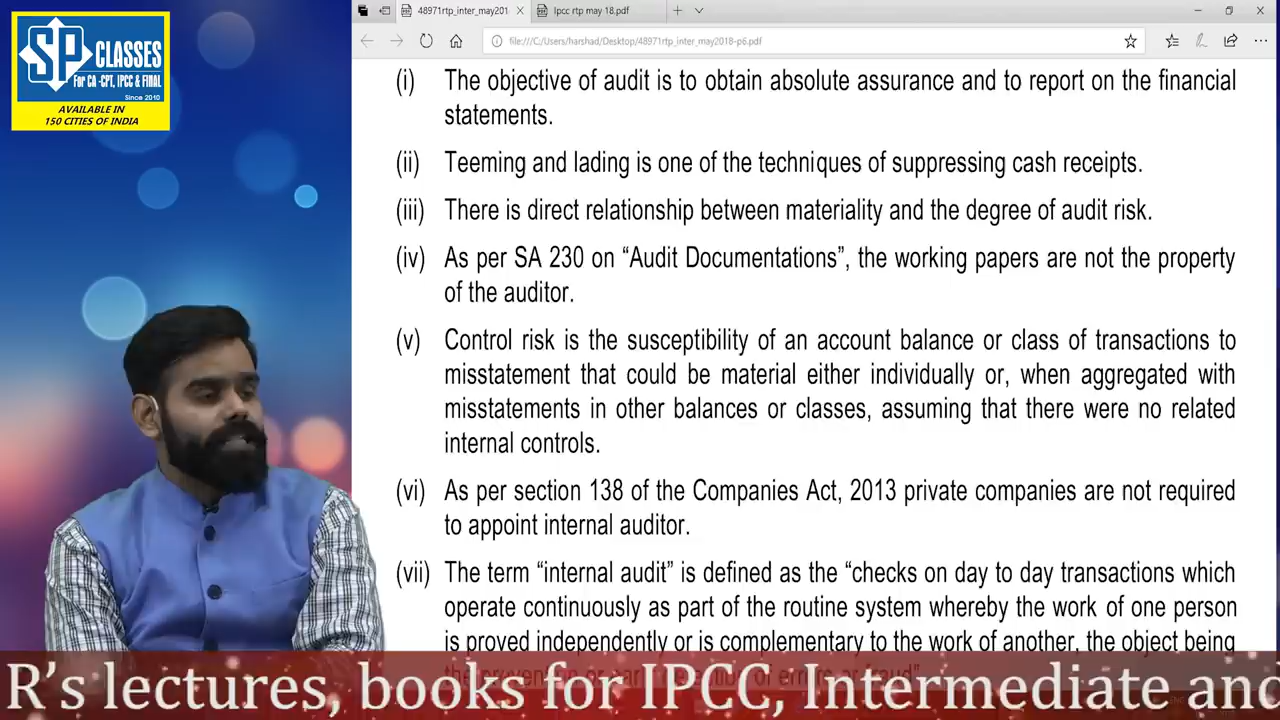 SP
CLASSES
For CA -CPT, IPCC & FINAL
Since 2010
AVAILABLE IN
150 CITIES OF INDIA
48971rtp_inter_may201
Ipcc rtp may 18.pdf
file:///C:/Users/harshad/Desktop/48971rtp_inter_may2018-p6.pdf
(i) The objective of audit is to obtain absolute assurance and to report on the financial
statements.
(ii) Teeming and lading is one of the techniques of suppressing cash receipts.
(iii) There is direct relationship between materiality and the degree of audit risk.
(iv) As per SA 230 on “Audit Documentations”, the working papers are not the property
of the auditor.
(v) Control risk is the susceptibility of an account balance or class of transactions to
misstatement that could be material either individually or, when aggregated with
misstatements in other balances or classes, assuming that there were no related
internal controls.
(vi) As per section 138 of the Companies Act, 2013 private companies are not required
to appoint internal auditor.
(vii) The term “internal audit” is defined as the “checks on day to day transactions which
operate continuously as part of the routine system whereby the work of one person
is proved independently or is complementary to the work of another, the object being
the prevention or early detection of errors or fraud”
R’s lectures, books for IPCC, Intermediate and